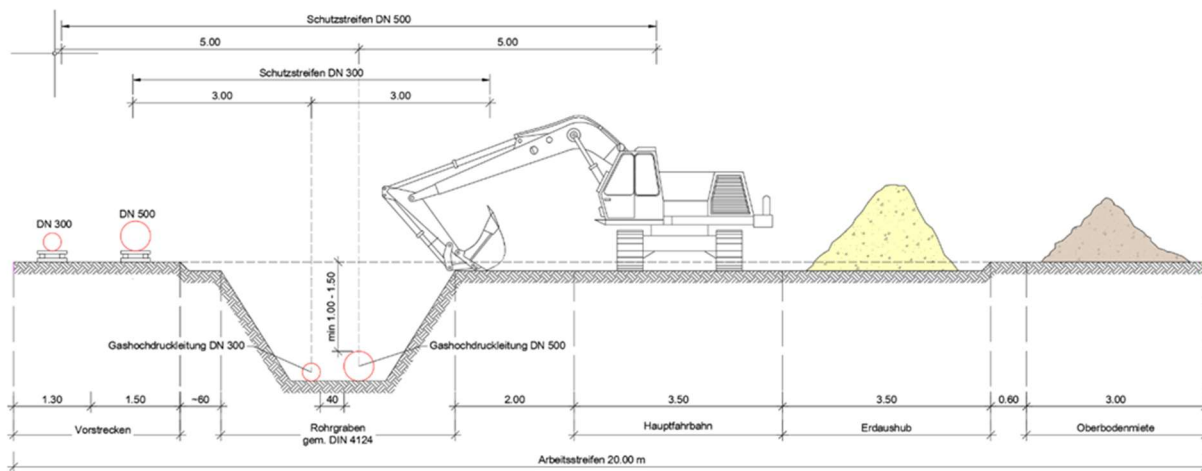 Schutzstreifen DN 500
5.00 5.00
Schutzstreifen DN 300
3.00 3.00
DN 300 DN 500
min 1.00 - 1.50
Gashochdruckleitung DN 300 Gashochdruckleitung DN 500
1.30 1.50 ~60 40 2.00 3.50 3.50 0.60 3.00
Vorstrecken Rohrgraben Hauptfahrbahn Erdaushub Oberbodenmiete
gem. DIN 4124
Arbeitsstreifen 20.00 m